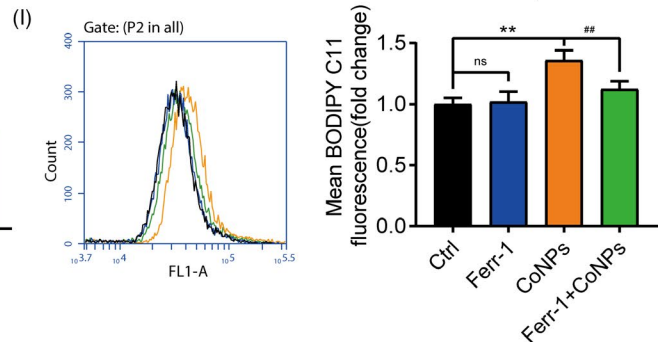 (I)
Gate: (P2 in all)
400
300
200
100
0
Count
10^3.7 10^4 10^5 10^5.5
FL1-A
Mean BODIPY C11
fluorescence(fold change)
1.5
1.0
0.5
0.0
** ##
ns
Ctrl
Ferr-1
CoNPs
Ferr-1+CoNPs